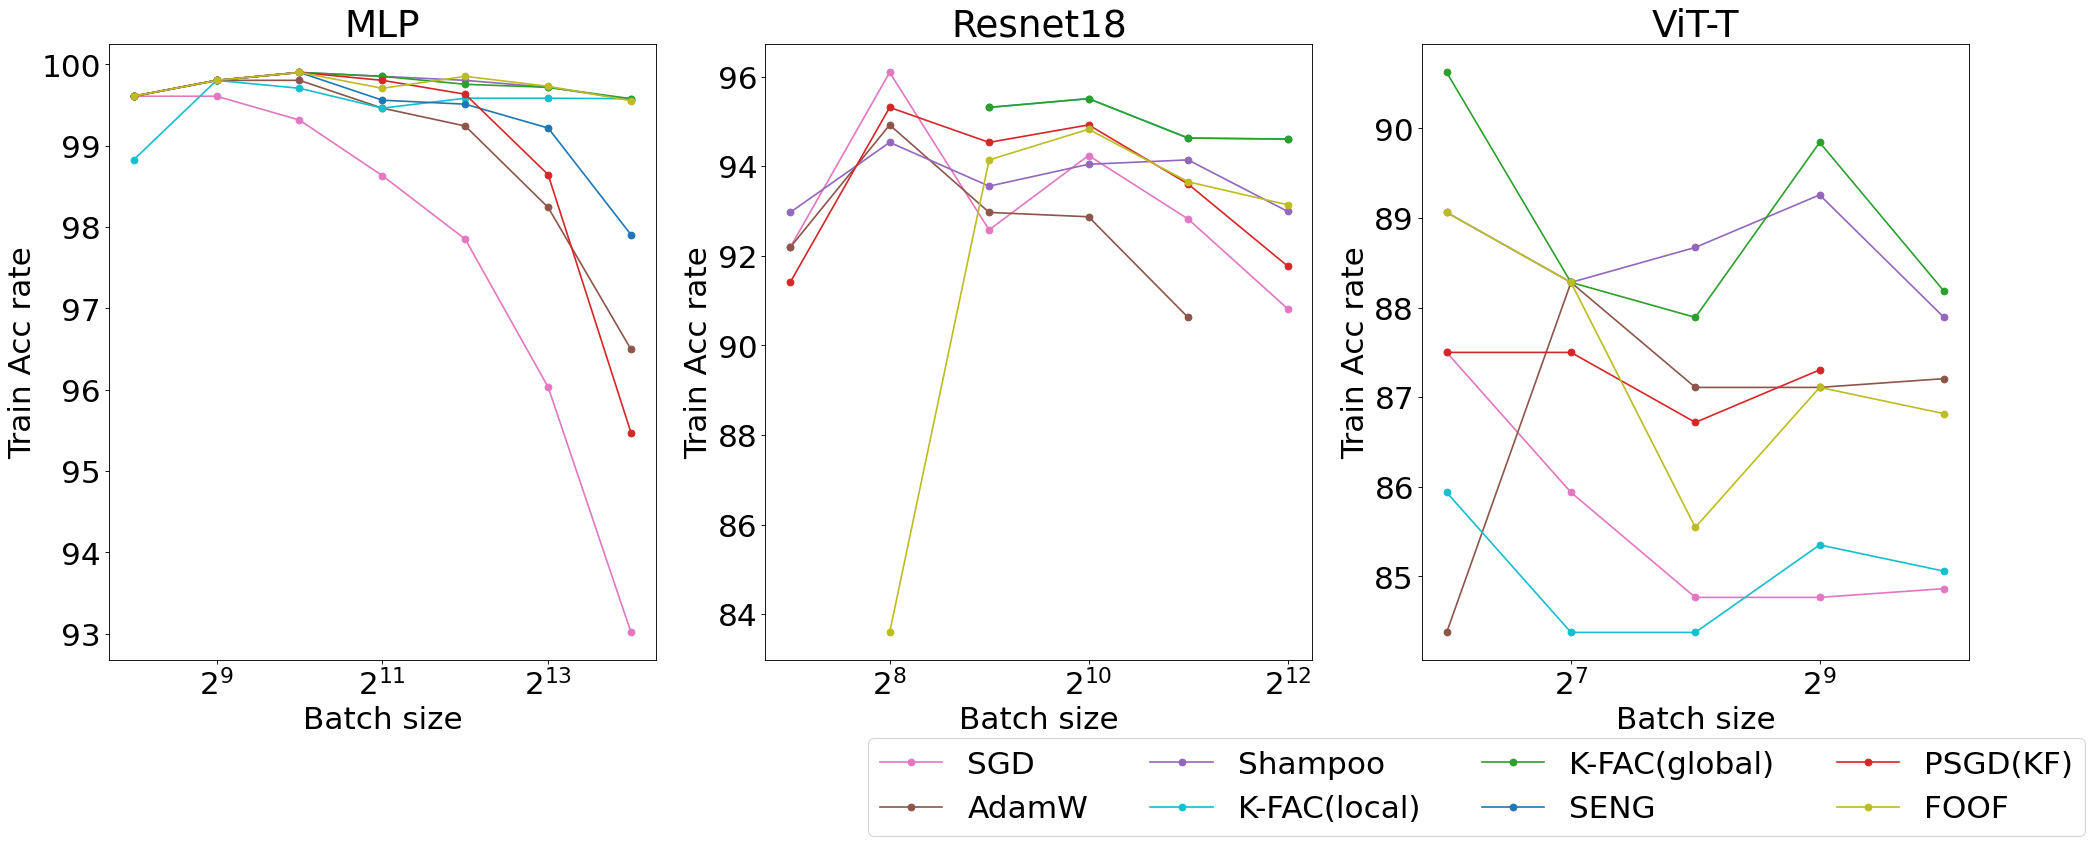 MLP
100
99
98
97
96
95
94
93
Train Acc rate
2^9 2^11 2^13
Batch size
Resnet18
96
94
92
90
88
86
84
Train Acc rate
2^8 2^10 2^12
Batch size
ViT-T
90
89
88
87
86
85
Train Acc rate
2^7 2^9
Batch size
SGD Shampoo K-FAC(global) PSGD(KF)
AdamW K-FAC(local) SENG FOOF